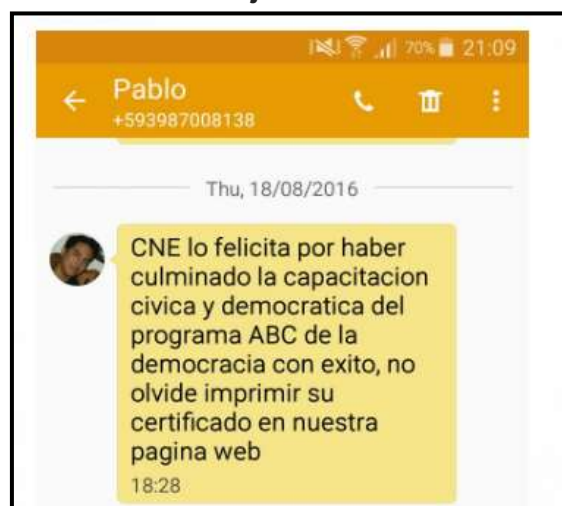 70% 21:09
Pablo
+593987008138
Thu, 18/08/2016
CNE lo felicita por haber
culminado la capacitacion
civica y democratica del
programa ABC de la
democracia con exito, no
olvide imprimir su
certificado en nuestra
pagina web
18:28